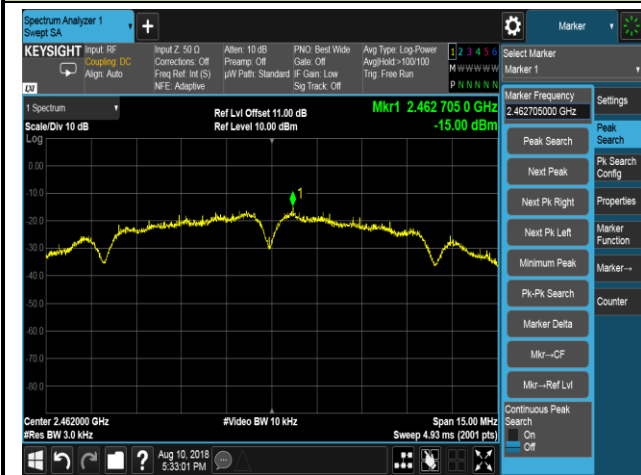 Spectrum Analyzer 1
Swept SA
Marker
KEYSIGHT
Input: RF
Coupling: DC
Align: Auto
Input Z: 50 Ω
Corrections: Off
Freq Ref: Int (S)
NFE: Adaptive
Atten: 10 dB
Preamp: Off
µW Path: Standard
PNO: Best Wide
Gate: Off
IF Gain: Low
Sig Track: Off
Avg Type: Log-Power
Avg|Hold:>100/100
Trig: Free Run
1 2 3 4 5 6
M W W W W W
P N N N N N
LXI
Select Marker
Marker 1
1 Spectrum
Scale/Div 10 dB
Log
Ref Lvl Offset 11.00 dB
Ref Level 10.00 dBm
Mkr1 2.462 705 0 GHz
-15.00 dBm
1
0.00
-10.0
-20.0
-30.0
-40.0
-50.0
-60.0
-70.0
-80.0
Center 2.462000 GHz
#Res BW 3.0 kHz
#Video BW 10 kHz
Span 15.00 MHz
Sweep 4.93 ms (2001 pts)
Marker Frequency
2.462705000 GHz
Peak Search
Next Peak
Next Pk Right
Next Pk Left
Minimum Peak
Pk-Pk Search
Marker Delta
Mkr→CF
Mkr→Ref Lvl
Continuous Peak
Search
On
Off
Settings
Peak
Search
Pk Search
Config
Properties
Marker
Function
Marker→
Counter
Aug 10, 2018
5:33:01 PM